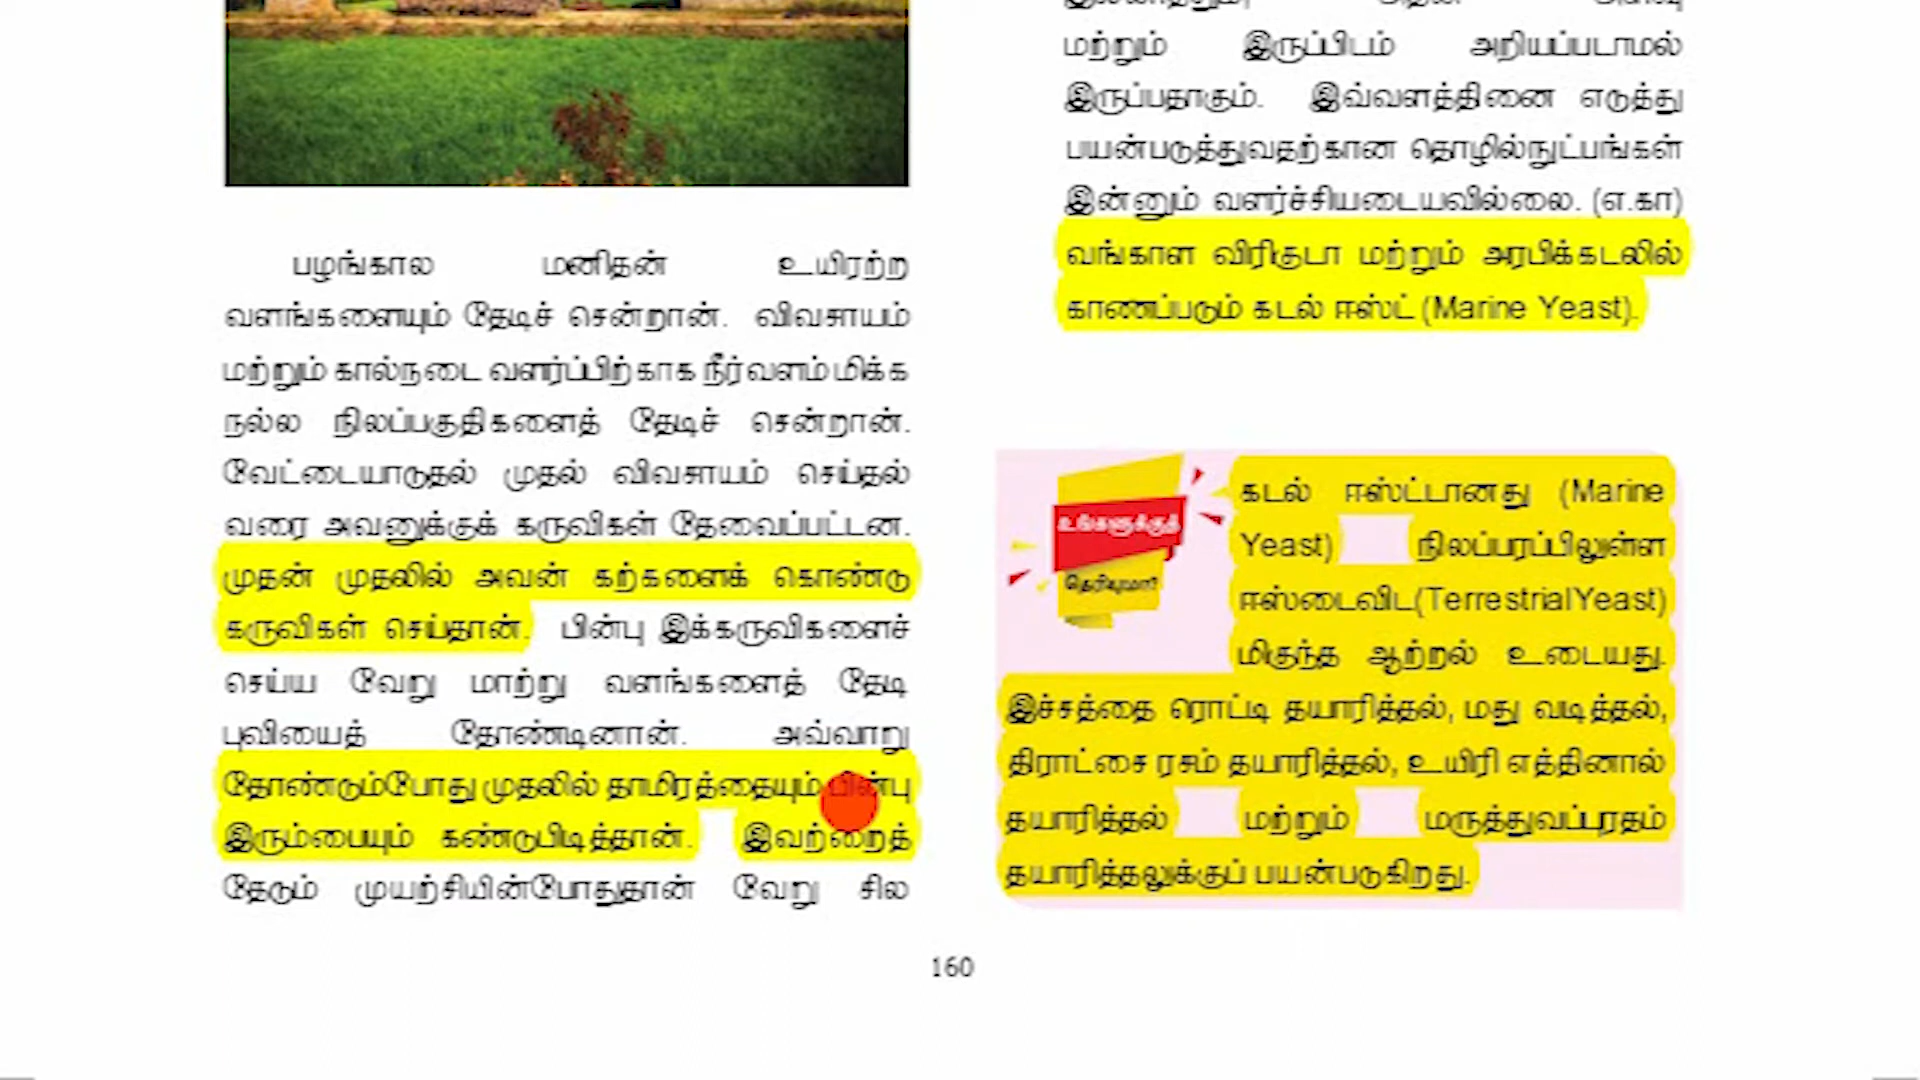 பழங்கால மனிதன் உயிரற்ற
வளங்களையும் தேடிச் சென்றான். விவசாயம்
மற்றும் கால்நடை வளர்ப்பிற்காக நீர்வளம் மிக்க
நல்ல நிலப்பகுதிகளைத் தேடிச் சென்றான்.
வேட்டையாடுதல் முதல் விவசாயம் செய்தல்
வரை அவனுக்குக் கருவிகள் தேவைப்பட்டன.
முதன் முதலில் அவன் கற்களைக் கொண்டு
கருவிகள் செய்தான். பின்பு இக்கருவிகளைச்
செய்ய வேறு மாற்று வளங்களைத் தேடி
புவியைத் தோண்டினான். அவ்வாறு
தோண்டும்போது முதலில் தாமிரத்தையும் பின்பு
இரும்பையும் கண்டுபிடித்தான். இவற்றைத்
தேடும் முயற்சியின்போதுதான் வேறு சில
மற்றும் இருப்பிடம் அறியப்படாமல்
இருப்பதாகும். இவ்வளத்தினை எடுத்து
பயன்படுத்துவதற்கான தொழில்நுட்பங்கள்
இன்னும் வளர்ச்சியடையவில்லை. (எ.கா)
வங்காள விரிகுடா மற்றும் அரபிக்கடலில்
காணப்படும் கடல் ஈஸ்ட் (Marine Yeast).
உங்களுக்குத்
தெரியுமா?
கடல் ஈஸ்ட்டானது (Marine
Yeast) நிலப்பரப்பிலுள்ள
ஈஸ்டைவிட(TerrestrialYeast)
மிகுந்த ஆற்றல் உடையது.
இச்சத்தை ரொட்டி தயாரித்தல், மது வடித்தல்,
திராட்சை ரசம் தயாரித்தல், உயிரி எத்தினால்
தயாரித்தல் மற்றும் மருத்துவப்புரதம்
தயாரித்தலுக்குப் பயன்படுகிறது.
160